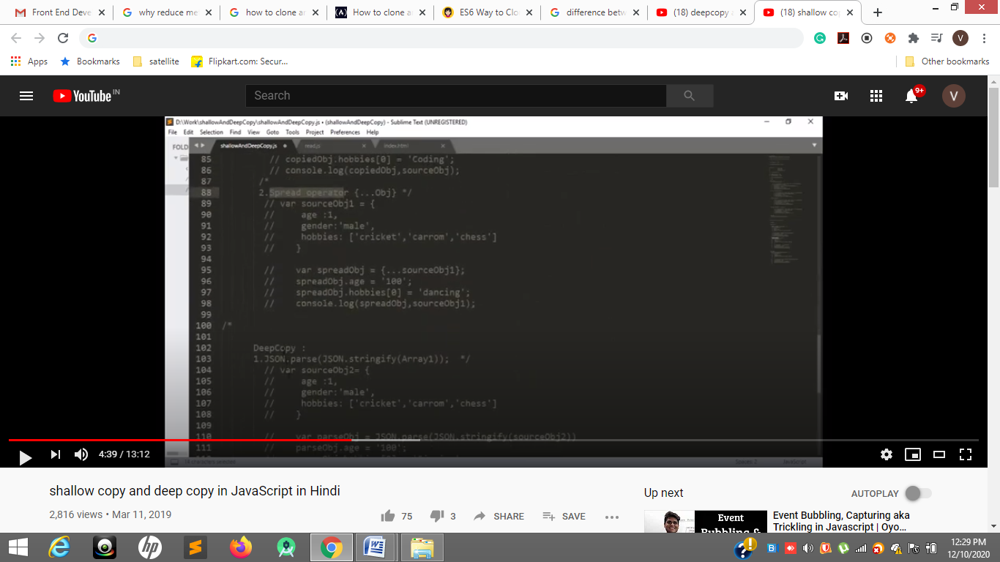 Front End Deve
why reduce me
how to clone ar
How to clone a
ES6 Way to Clo
difference betw
(18) deepcopy a
(18) shallow co
Apps
Bookmarks
satellite
Flipkart.com: Secur...
Other bookmarks
YouTube IN
Search
9+
V
D:\Work\shallowAndDeepCopy\shallowAndDeepCopy.js • (shallowAndDeepCopy) - Sublime Text (UNREGISTERED)
File Edit Selection Find View Goto Tools Project Preferences Help
FOLD
shallowAndDeepCopy.js
read.js
index.html
85 // copiedObj.hobbies[0] = 'Coding';
86 // console.log(copiedObj,sourceObj);
87 /*
88 2.Spread operator {...Obj} */
89 // var sourceObj1 = {
90 // age :1,
91 // gender:'male',
92 // hobbies: ['cricket','carrom','chess']
93 // }
94
95 // var spreadObj = {...sourceObj1};
96 // spreadObj.age = '100';
97 // spreadObj.hobbies[0] = 'dancing';
98 // console.log(spreadObj,sourceObj1);
99
100 /*
101
102 DeepCopy :
103 1.JSON.parse(JSON.stringify(Array1)); */
104 // var sourceObj2= {
105 // age :1,
106 // gender:'male',
107 // hobbies: ['cricket','carrom','chess']
108 // }
109
110 // var parseObj = JSON.parse(JSON.stringify(sourceObj2))
111 // parseObj.age = '100';
4:39 / 13:12
shallow copy and deep copy in JavaScript in Hindi
2,816 views • Mar 11, 2019
75
3
SHARE
SAVE
Up next
AUTOPLAY
Event
Bubbling &
Event Bubbling, Capturing aka
Trickling in Javascript | Oyo...
12:29 PM
12/10/2020